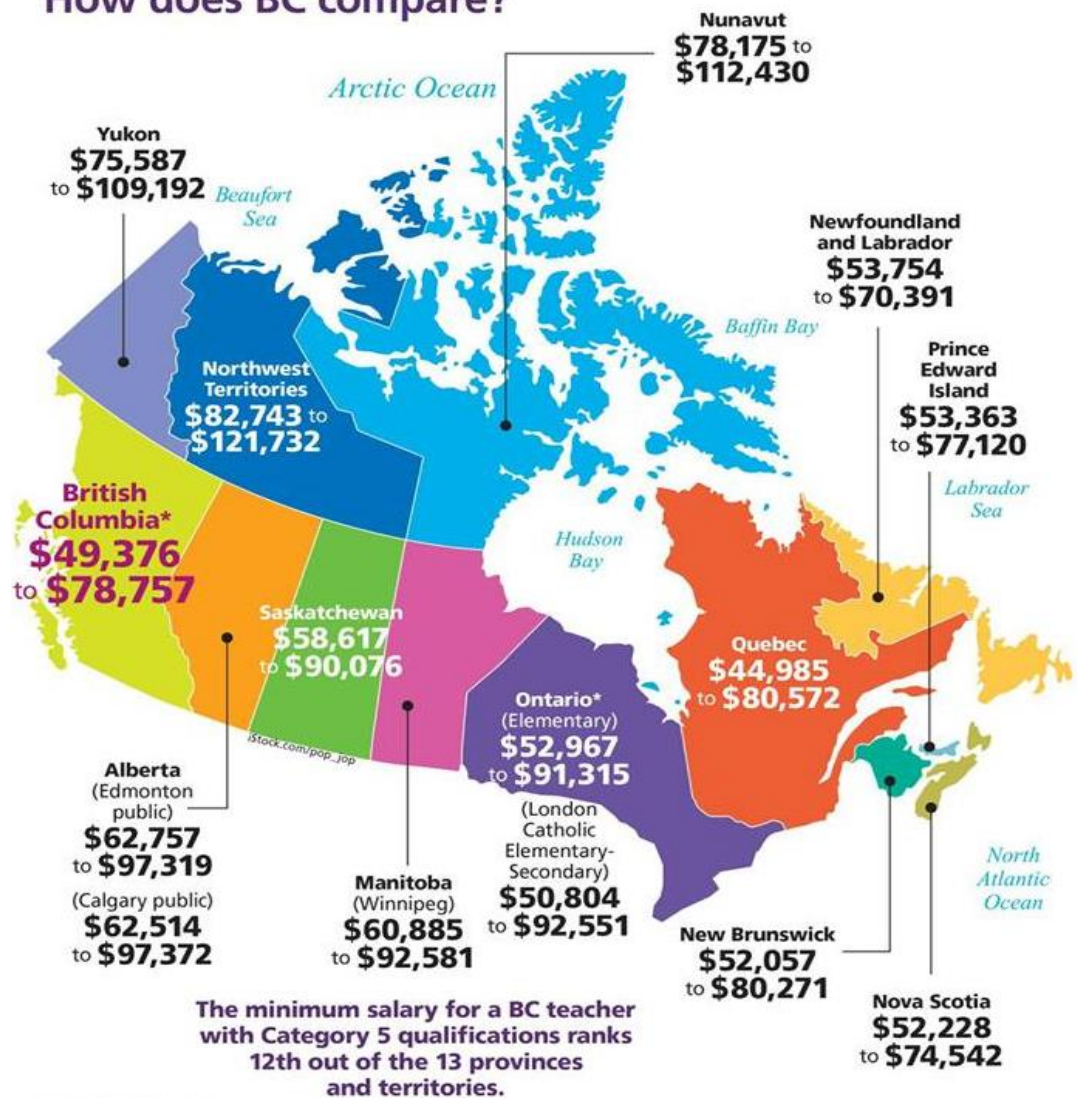 How does BC compare?
Nunavut
$78,175 to
$112,430
Arctic Ocean
Yukon
$75,587
to $109,192
Beaufort
Sea
Newfoundland
and Labrador
$53,754
to $70,391
Baffin Bay
Prince
Edward
Island
$53,363
to $77,120
Northwest
Territories
$82,743 to
$121,732
Labrador
Sea
British
Columbia*
$49,376
to $78,757
Hudson
Bay
Saskatchewan
$58,617
to $90,076
Quebec
$44,985
to $80,572
Ontario*
(Elementary)
$52,967
to $91,315
(London
Catholic
Elementary-
Secondary)
$50,804
to $92,551
iStock.com/pop_jop
Alberta
(Edmonton
public)
$62,757
to $97,319
(Calgary public)
$62,514
to $97,372
Manitoba
(Winnipeg)
$60,885
to $92,581
North
Atlantic
Ocean
New Brunswick
$52,057
to $80,271
Nova Scotia
$52,228
to $74,542
The minimum salary for a BC teacher
with Category 5 qualifications ranks
12th out of the 13 provinces
and territories.